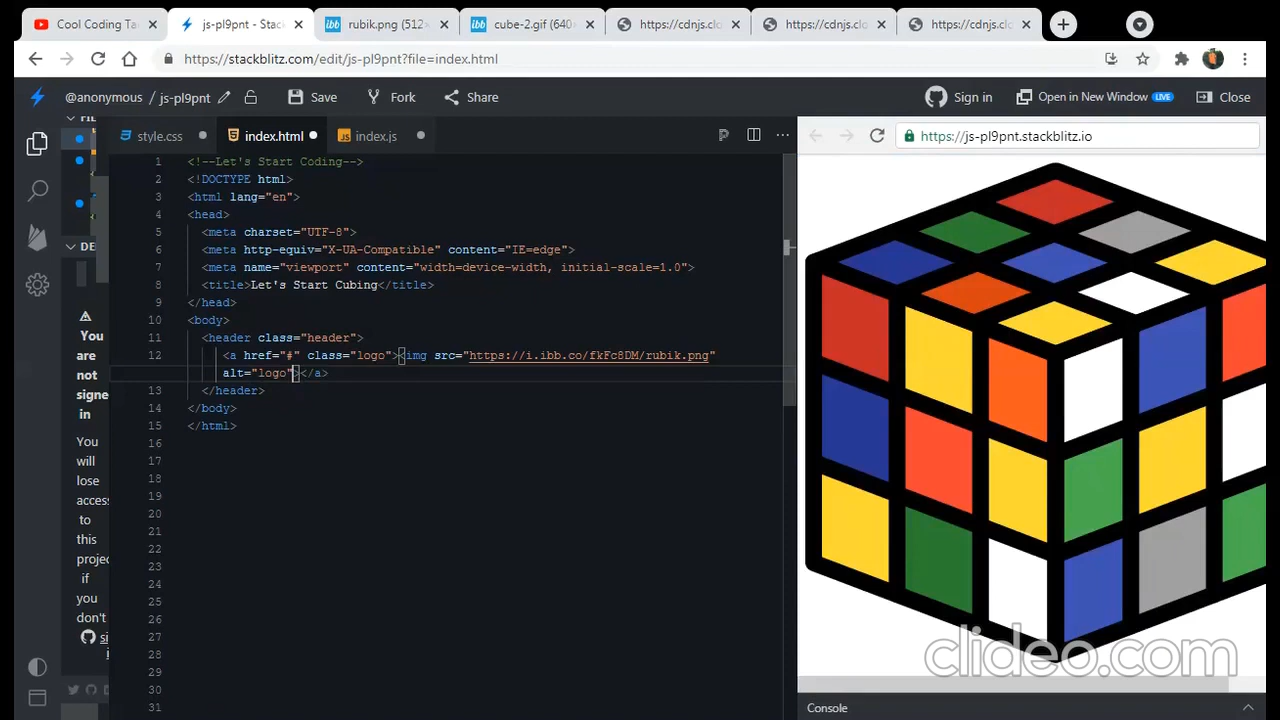 Cool Coding Ta
js-pl9pnt - Stack
rubik.png (512×
cube-2.gif (640×
https://cdnjs.clo
https://cdnjs.clo
https://cdnjs.clo
https://stackblitz.com/edit/js-pl9pnt?file=index.html
@anonymous / js-pl9pnt
Save
Fork
Share
Sign in
Open in New Window LIVE
Close
style.css
index.html
index.js
https://js-pl9pnt.stackblitz.io
DE
You
are
not
signe
in
You
will
lose
access
to
this
projec
if
you
don't
si
1 <!--Let's Start Coding-->
2 <!DOCTYPE html>
3 <html lang="en">
4 <head>
5 <meta charset="UTF-8">
6 <meta http-equiv="X-UA-Compatible" content="IE=edge">
7 <meta name="viewport" content="width=device-width, initial-scale=1.0">
8 <title>Let's Start Cubing</title>
9 </head>
10 <body>
11 <header class="header">
12 <a href="#" class="logo"><img src="https://i.ibb.co/fkFc8DM/rubik.png"
alt="logo"></a>
13 </header>
14 </body>
15 </html>
16
17
18
19
20
21
22
23
24
25
26
27
28
29
30
31
clideo.com
Console